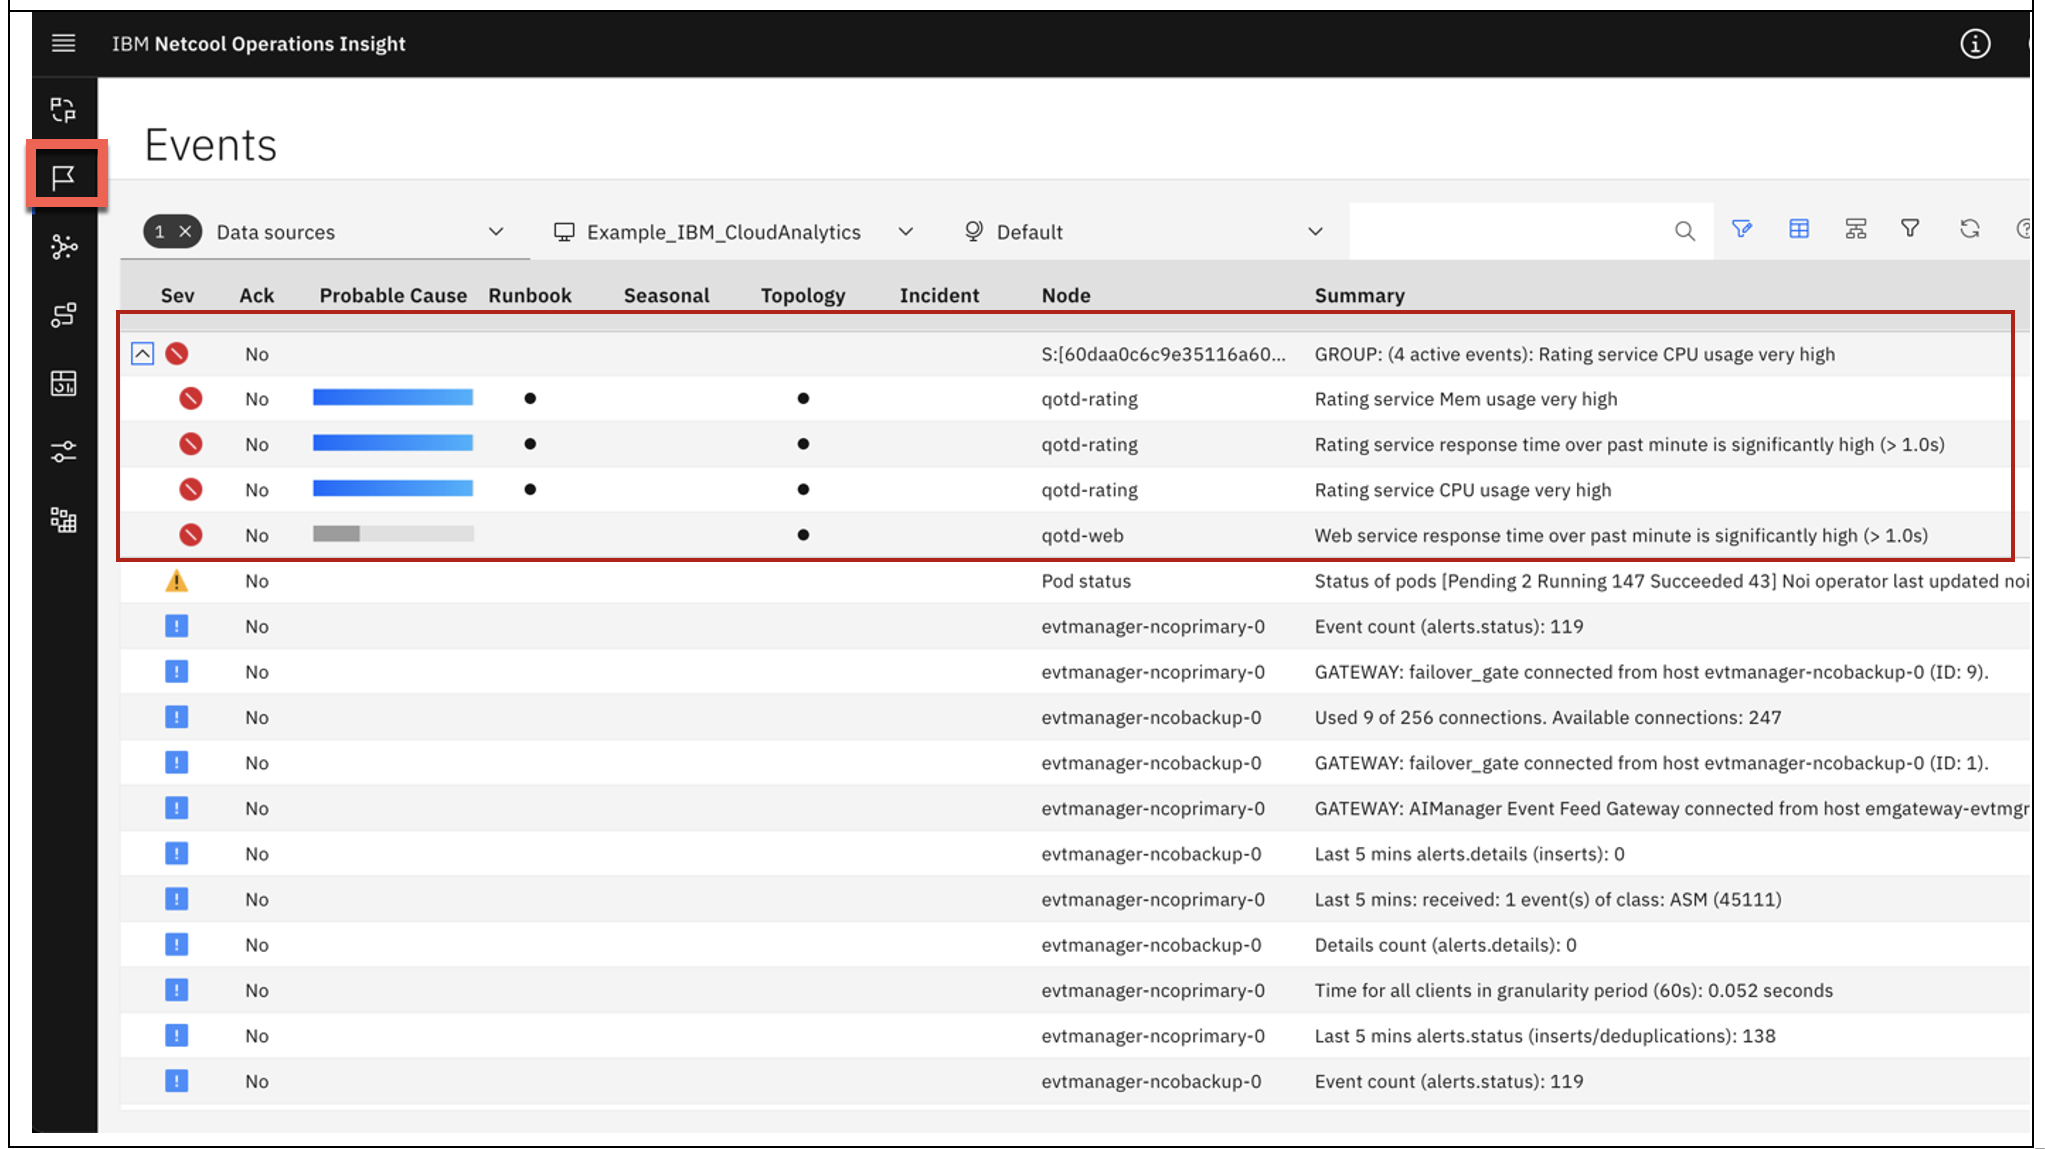 IBM Netcool Operations Insight
Events
1 × Data sources Example_IBM_CloudAnalytics Default
Sev Ack Probable Cause Runbook Seasonal Topology Incident Node Summary
No S:[60daa0c6c9e35116a60... GROUP: (4 active events): Rating service CPU usage very high
No qotd-rating Rating service Mem usage very high
No qotd-rating Rating service response time over past minute is significantly high (> 1.0s)
No qotd-rating Rating service CPU usage very high
No qotd-web Web service response time over past minute is significantly high (> 1.0s)
No Pod status Status of pods [Pending 2 Running 147 Succeeded 43] Noi operator last updated noi
No evtmanager-ncoprimary-0 Event count (alerts.status): 119
No evtmanager-ncoprimary-0 GATEWAY: failover_gate connected from host evtmanager-ncobackup-0 (ID: 9).
No evtmanager-ncobackup-0 Used 9 of 256 connections. Available connections: 247
No evtmanager-ncobackup-0 GATEWAY: failover_gate connected from host evtmanager-ncobackup-0 (ID: 1).
No evtmanager-ncoprimary-0 GATEWAY: AIManager Event Feed Gateway connected from host emgateway-evtmgr
No evtmanager-ncobackup-0 Last 5 mins alerts.details (inserts): 0
No evtmanager-ncoprimary-0 Last 5 mins: received: 1 event(s) of class: ASM (45111)
No evtmanager-ncobackup-0 Details count (alerts.details): 0
No evtmanager-ncoprimary-0 Time for all clients in granularity period (60s): 0.052 seconds
No evtmanager-ncoprimary-0 Last 5 mins alerts.status (inserts/deduplications): 138
No evtmanager-ncobackup-0 Event count (alerts.status): 119